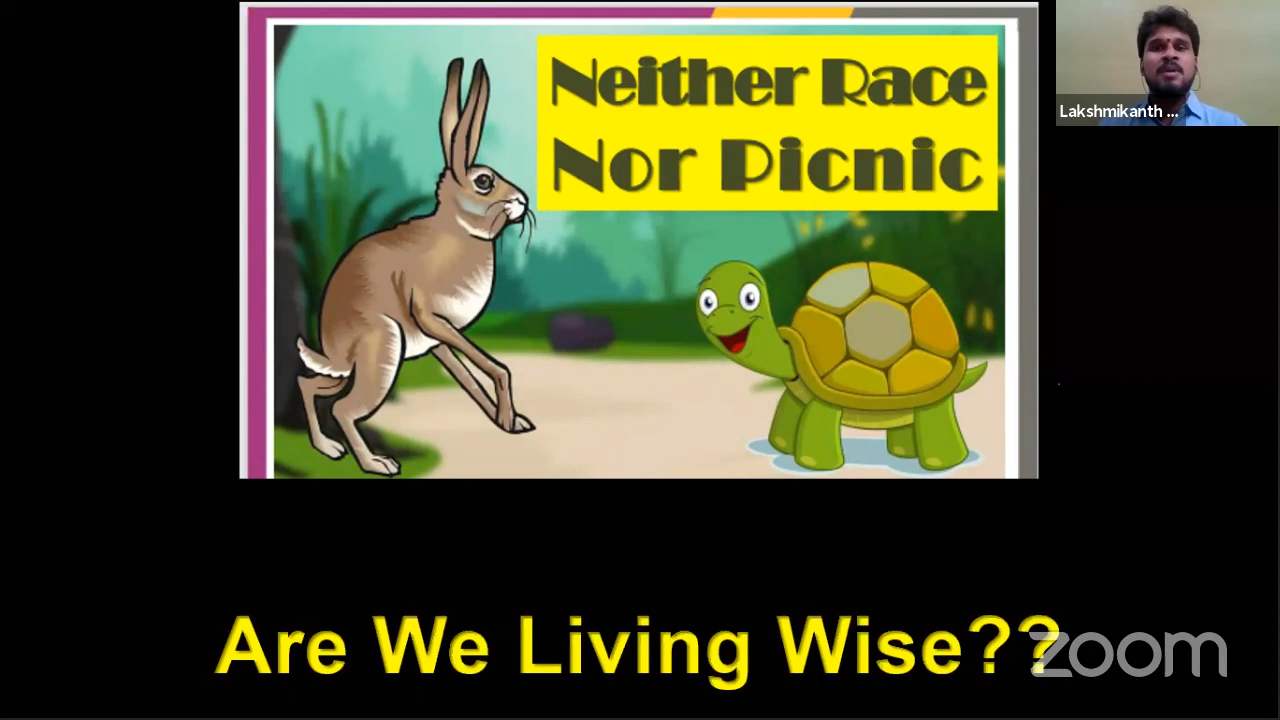 Neither Race
Nor Picnic
Lakshmikanth ...
Are We Living Wise??
zoom